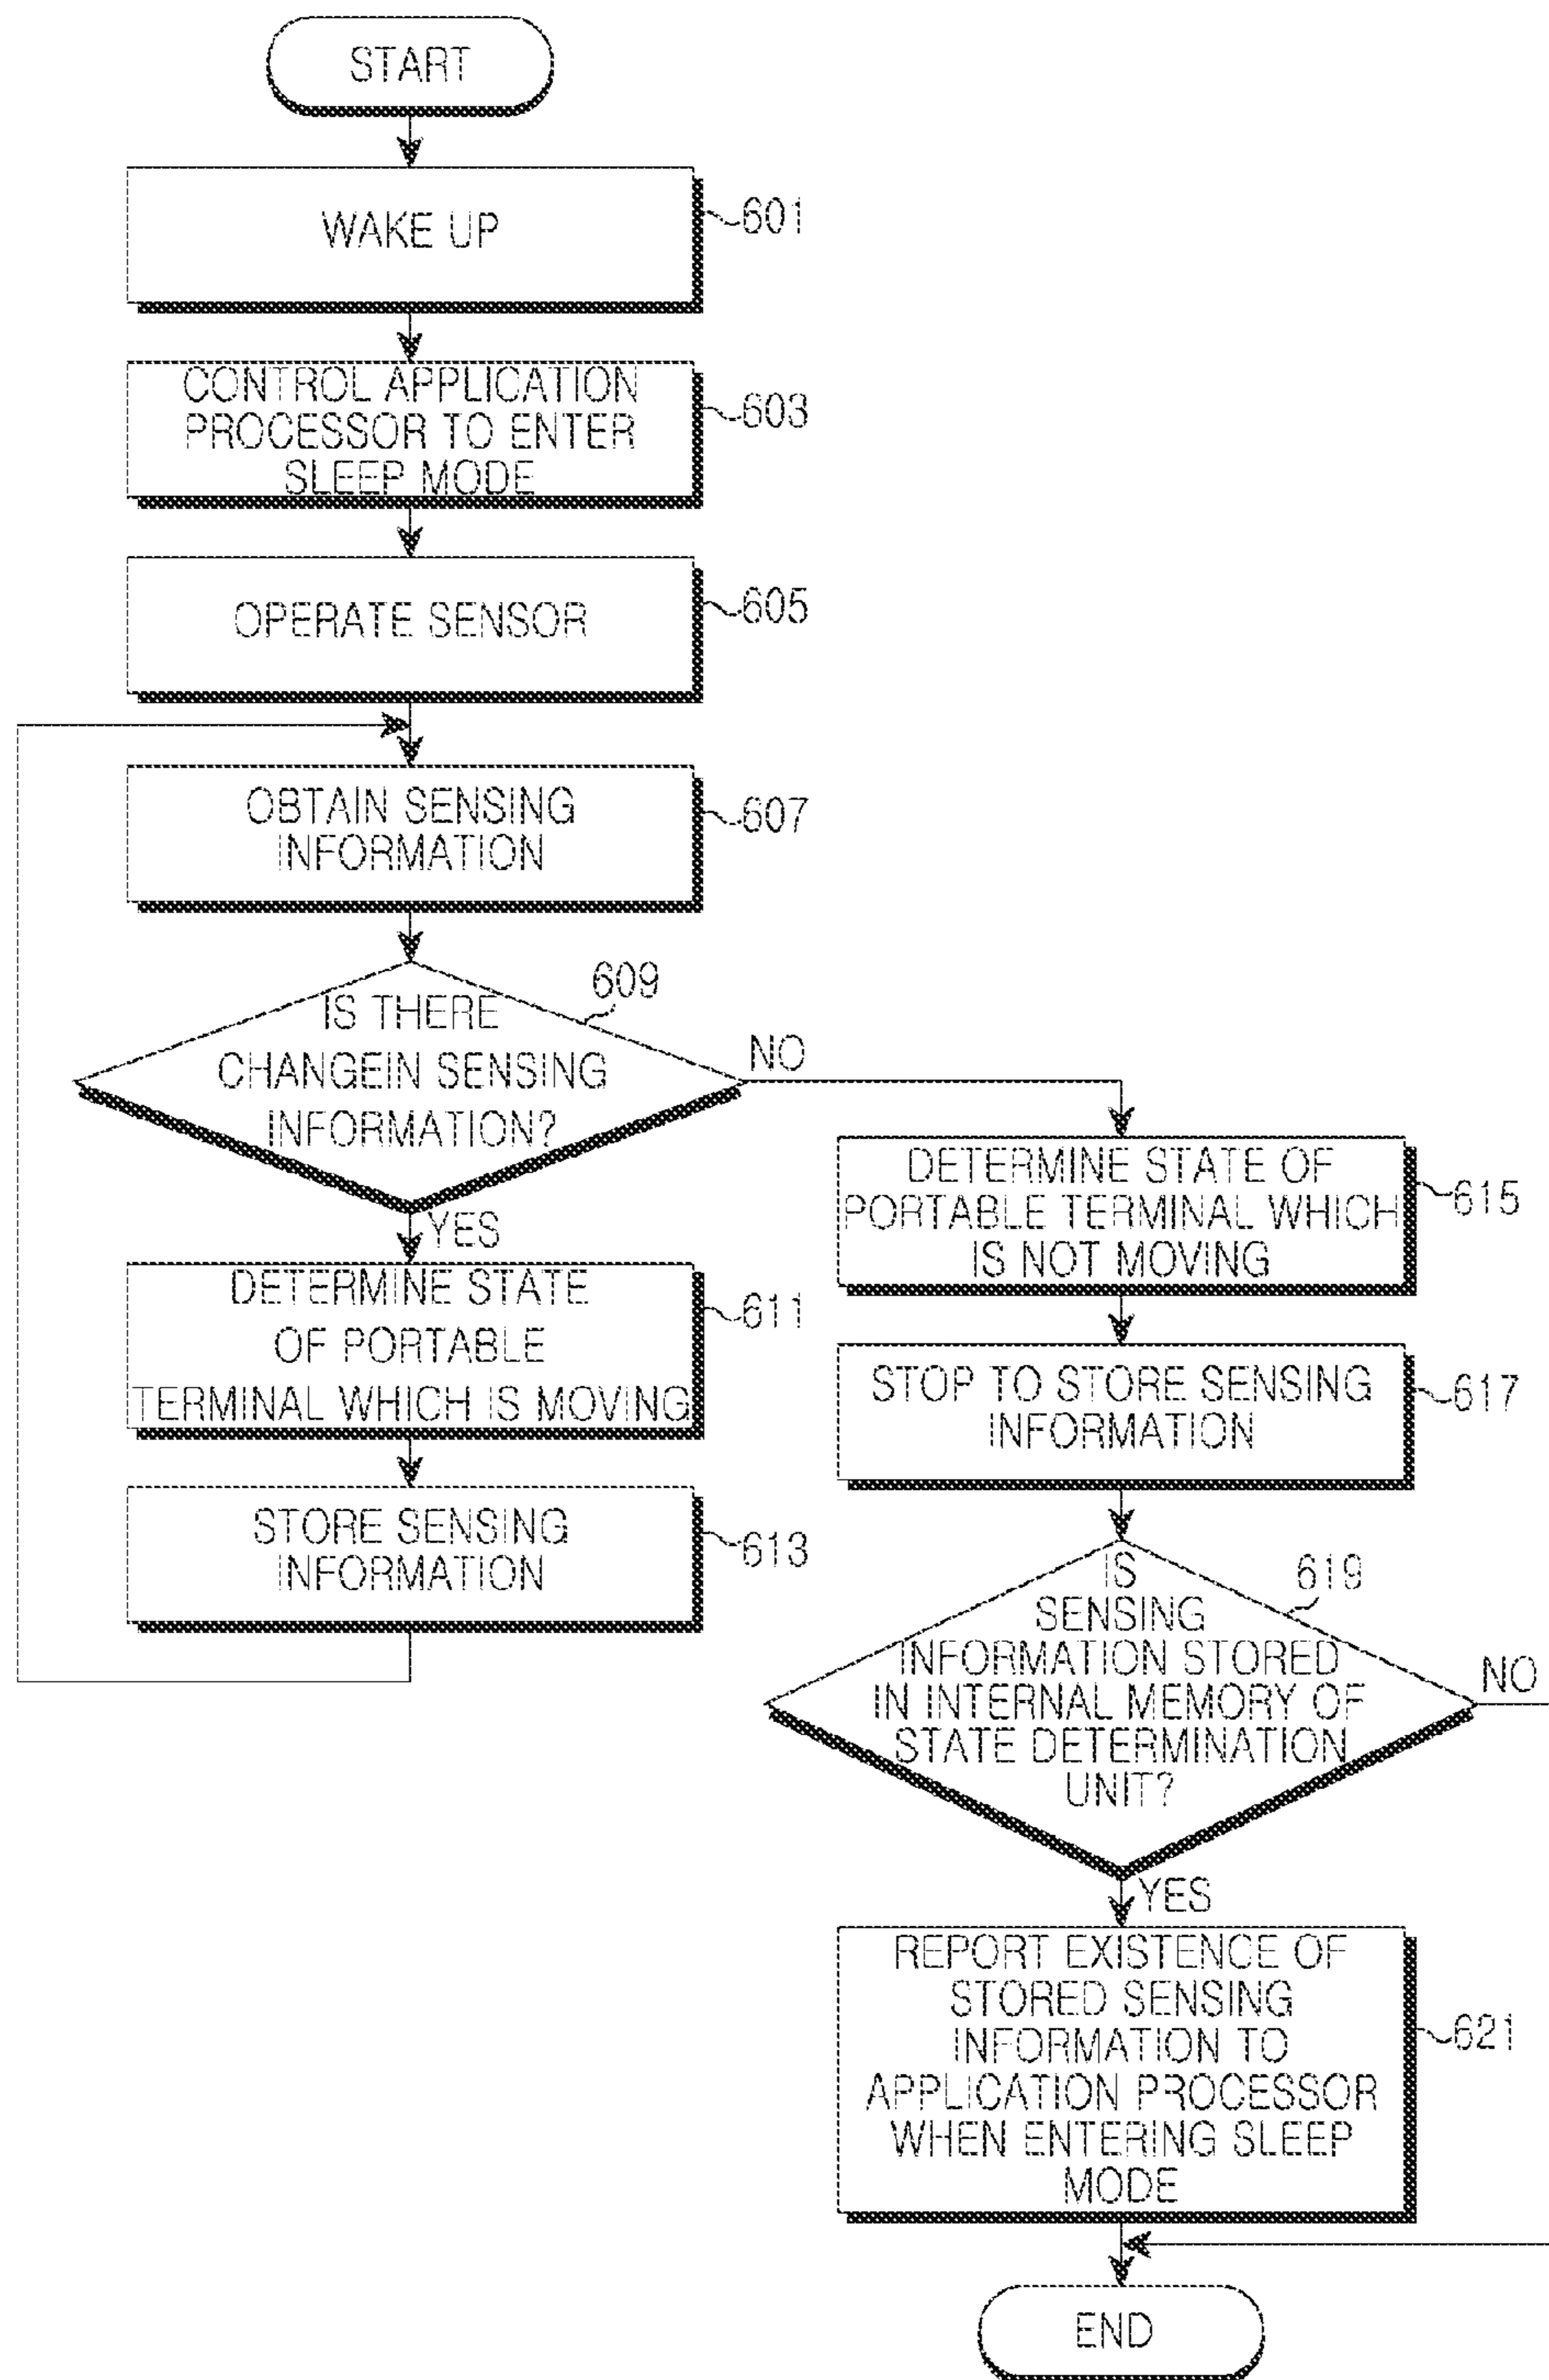 START
WAKE UP
601
CONTROL APPLICATION
PROCESSOR TO ENTER
SLEEP MODE
603
OPERATE SENSOR
605
OBTAIN SENSING
INFORMATION
607
609
IS THERE
CHANGEIN SENSING
INFORMATION?
NO
YES
DETERMINE STATE
OF PORTABLE
TERMINAL WHICH IS MOVING
611
STORE SENSING
INFORMATION
613
DETERMINE STATE OF
PORTABLE TERMINAL WHICH
IS NOT MOVING
615
STOP TO STORE SENSING
INFORMATION
617
619
IS
SENSING
INFORMATION STORED
IN INTERNAL MEMORY OF
STATE DETERMINATION
UNIT?
NO
YES
REPORT EXISTENCE OF
STORED SENSING
INFORMATION TO
APPLICATION PROCESSOR
WHEN ENTERING SLEEP
MODE
621
END